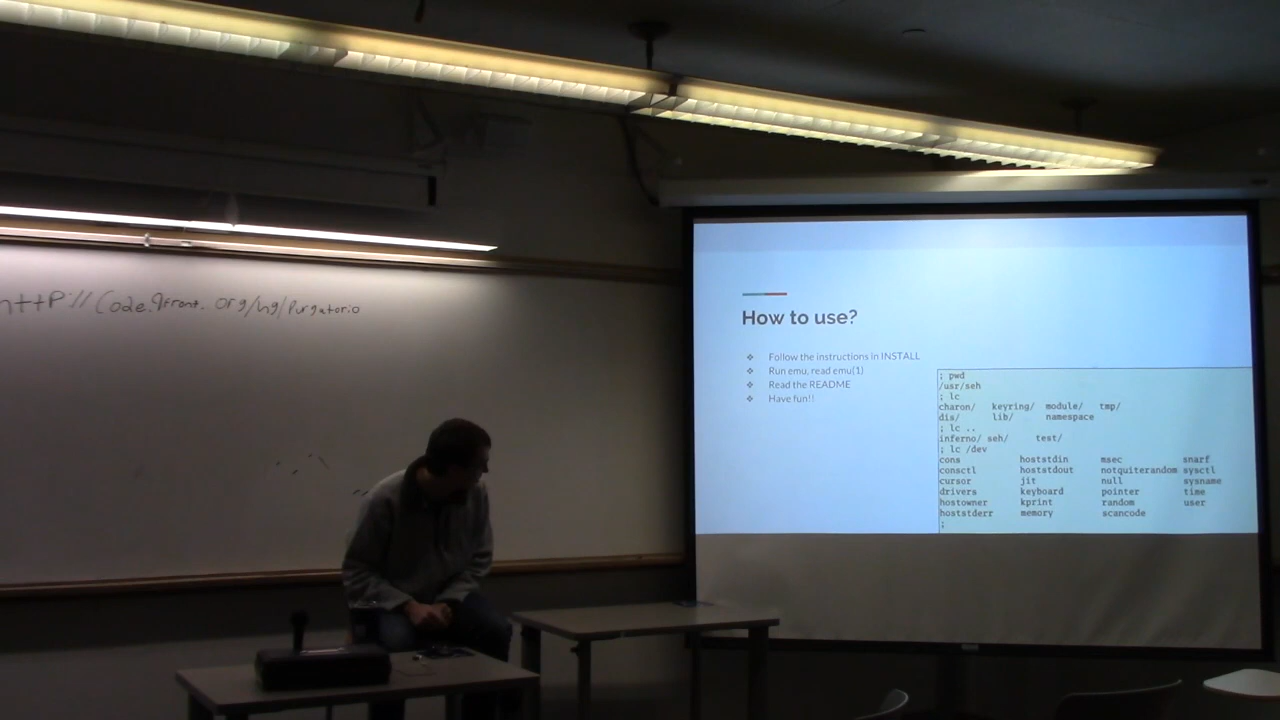 http://Code.9front.org/hg/Purgatorio
How to use?
❖ Follow the instructions in INSTALL
❖ Run emu, read emu(1)
❖ Read the README
❖ Have fun!!
; pwd
/usr/seh
; lc
charon/ keyring/ module/ tmp/
dis/ lib/ namespace
; lc ..
inferno/ seh/ test/
; lc /dev
cons hoststdin msec snarf
consctl hoststdout notquiterandom sysctl
cursor jit null sysname
drivers keyboard pointer time
hostowner kprint random user
hoststderr memory scancode
;